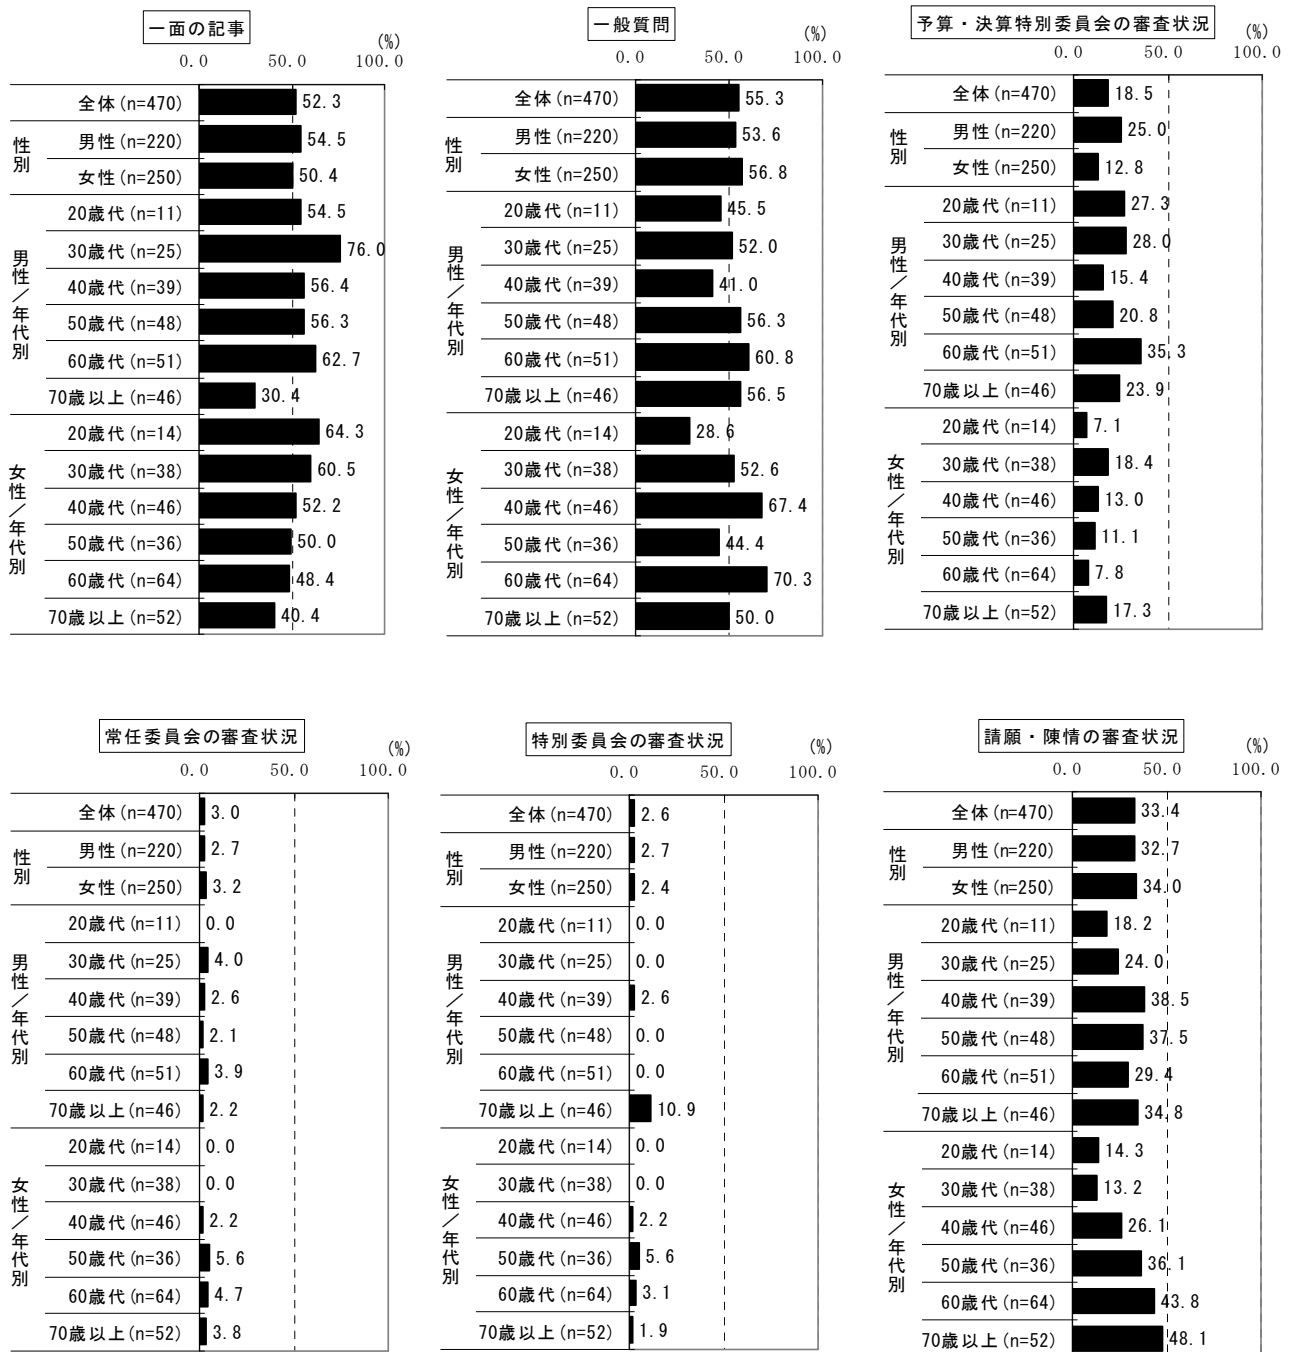 一面の記事
(%)
0.0 50.0 100.0
全体(n=470) 52.3
性別
男性(n=220) 54.5
女性(n=250) 50.4
男性／年代別
20歳代(n=11) 54.5
30歳代(n=25) 76.0
40歳代(n=39) 56.4
50歳代(n=48) 56.3
60歳代(n=51) 62.7
70歳以上(n=46) 30.4
女性／年代別
20歳代(n=14) 64.3
30歳代(n=38) 60.5
40歳代(n=46) 52.2
50歳代(n=36) 50.0
60歳代(n=64) 48.4
70歳以上(n=52) 40.4
一般質問
(%)
0.0 50.0 100.0
全体(n=470) 55.3
性別
男性(n=220) 53.6
女性(n=250) 56.8
男性／年代別
20歳代(n=11) 45.5
30歳代(n=25) 52.0
40歳代(n=39) 41.0
50歳代(n=48) 56.3
60歳代(n=51) 60.8
70歳以上(n=46) 56.5
女性／年代別
20歳代(n=14) 28.6
30歳代(n=38) 52.6
40歳代(n=46) 67.4
50歳代(n=36) 44.4
60歳代(n=64) 70.3
70歳以上(n=52) 50.0
予算・決算特別委員会の審査状況
(%)
0.0 50.0 100.0
全体(n=470) 18.5
性別
男性(n=220) 25.0
女性(n=250) 12.8
男性／年代別
20歳代(n=11) 27.3
30歳代(n=25) 28.0
40歳代(n=39) 15.4
50歳代(n=48) 20.8
60歳代(n=51) 35.3
70歳以上(n=46) 23.9
女性／年代別
20歳代(n=14) 7.1
30歳代(n=38) 18.4
40歳代(n=46) 13.0
50歳代(n=36) 11.1
60歳代(n=64) 7.8
70歳以上(n=52) 17.3
常任委員会の審査状況
(%)
0.0 50.0 100.0
全体(n=470) 3.0
性別
男性(n=220) 2.7
女性(n=250) 3.2
男性／年代別
20歳代(n=11) 0.0
30歳代(n=25) 4.0
40歳代(n=39) 2.6
50歳代(n=48) 2.1
60歳代(n=51) 3.9
70歳以上(n=46) 2.2
女性／年代別
20歳代(n=14) 0.0
30歳代(n=38) 0.0
40歳代(n=46) 2.2
50歳代(n=36) 5.6
60歳代(n=64) 4.7
70歳以上(n=52) 3.8
特別委員会の審査状況
(%)
0.0 50.0 100.0
全体(n=470) 2.6
性別
男性(n=220) 2.7
女性(n=250) 2.4
男性／年代別
20歳代(n=11) 0.0
30歳代(n=25) 0.0
40歳代(n=39) 2.6
50歳代(n=48) 0.0
60歳代(n=51) 0.0
70歳以上(n=46) 10.9
女性／年代別
20歳代(n=14) 0.0
30歳代(n=38) 0.0
40歳代(n=46) 2.2
50歳代(n=36) 5.6
60歳代(n=64) 3.1
70歳以上(n=52) 1.9
請願・陳情の審査状況
(%)
0.0 50.0 100.0
全体(n=470) 33.4
性別
男性(n=220) 32.7
女性(n=250) 34.0
男性／年代別
20歳代(n=11) 18.2
30歳代(n=25) 24.0
40歳代(n=39) 38.5
50歳代(n=48) 37.5
60歳代(n=51) 29.4
70歳以上(n=46) 34.8
女性／年代別
20歳代(n=14) 14.3
30歳代(n=38) 13.2
40歳代(n=46) 26.1
50歳代(n=36) 36.1
60歳代(n=64) 43.8
70歳以上(n=52) 48.1